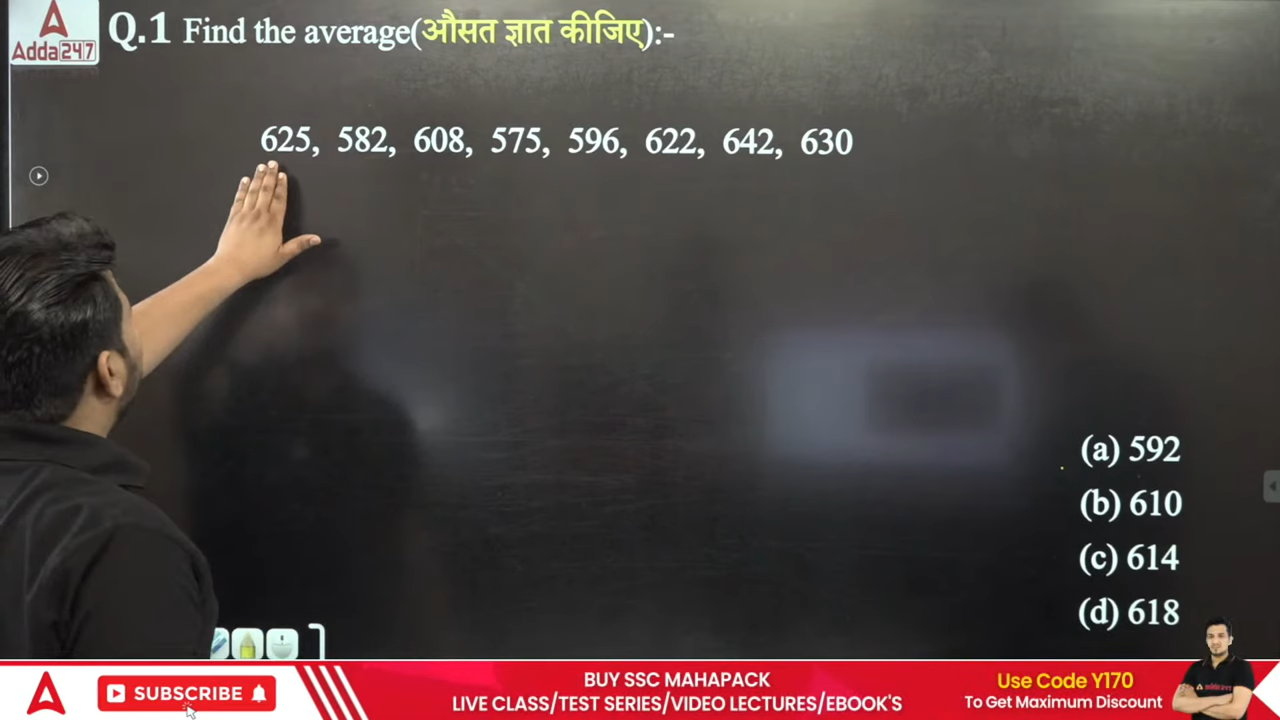 Adda247
Q.1 Find the average(औसत ज्ञात कीजिए):-
625, 582, 608, 575, 596, 622, 642, 630
(a) 592
(b) 610
(c) 614
(d) 618
SUBSCRIBE
BUY SSC MAHAPACK
LIVE CLASS/TEST SERIES/VIDEO LECTURES/EBOOK'S
Use Code Y170
To Get Maximum Discount